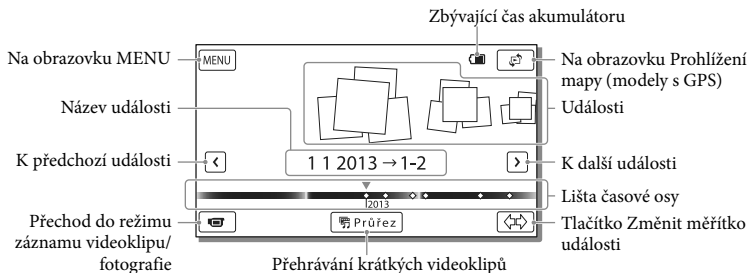 Zbývající čas akumulátoru
Na obrazovku MENU
MENU
Na obrazovku Prohlížení
mapy (modely s GPS)
Název události
Události
K předchozí události
1 1 2013 →1-2
K další události
Lišta časové osy
2013
Přechod do režimu
záznamu videoklipu/
fotografie
Průřez
Tlačítko Změnit měřítko
události
Přehrávání krátkých videoklipů